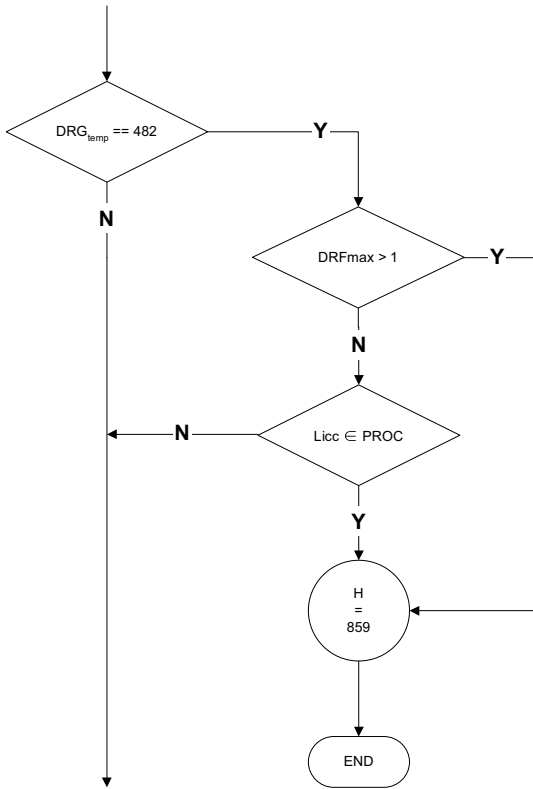 DRGtemp == 482
Y
N
DRFmax > 1
Y
N
Licc ∈ PROC
N
Y
H
=
859
END